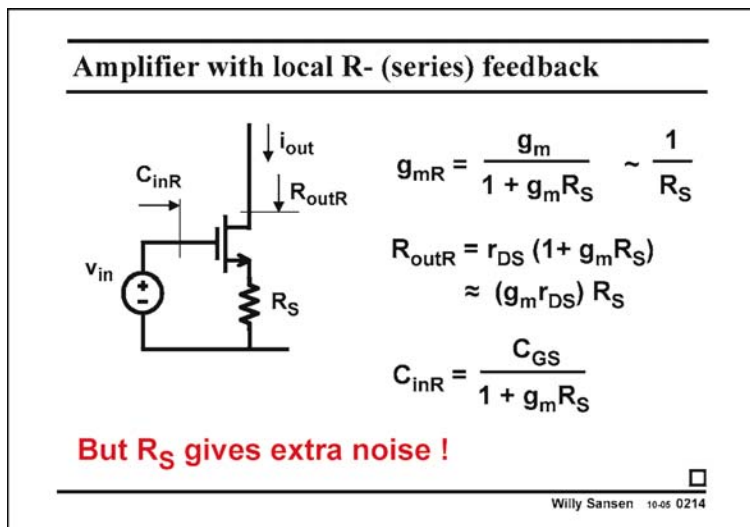 Amplifier with local R- (series) feedback
i_out
C_inR
R_outR
v_in
+
-
R_S
g_mR = g_m / (1 + g_mR_S) ~ 1 / R_S
R_outR = r_DS (1+ g_mR_S)
≈ (g_mr_DS) R_S
C_inR = C_GS / (1 + g_mR_S)
But R_S gives extra noise !
Willy Sansen 10-05 0214